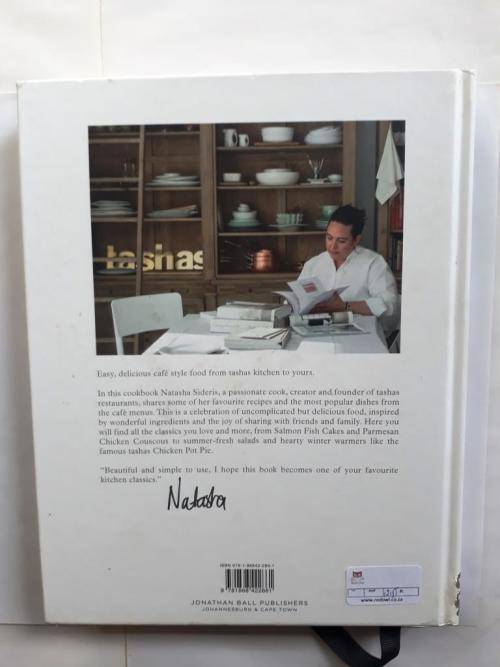 tashas
Easy, delicious café style food from tashas kitchen to yours.
In this cookbook Natasha Sideris, a passionate cook, creator and founder of tashas
restaurants, shares some of her favourite recipes and the most popular dishes from
the café menus. This is a celebration of uncomplicated but delicious food, inspired
by wonderful ingredients and the joy of sharing with friends and family. Here you
will find all the classics you love and more, from Salmon Fish Cakes and Parmesan
Chicken Couscous to summer-fresh salads and hearty winter warmers like the
famous tashas Chicken Pot Pie.
"Beautiful and simple to use, I hope this book becomes one of your favourite
kitchen classics."
Natasha
9 781868 422861
JONATHAN BALL PUBLISHERS
JOHANNESBURG & CAPE TOWN